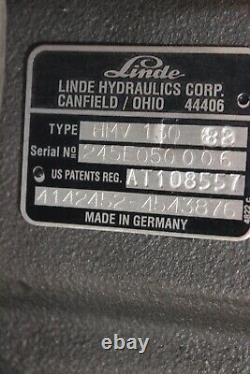 Linde
LINDE HYDRAULICS CORP.
CANFIELD / OHIO 44406
TYPE HMV 130 88
Serial No 245E050006
US PATENTS REG. AT108557
4142452-4543876
MADE IN GERMANY